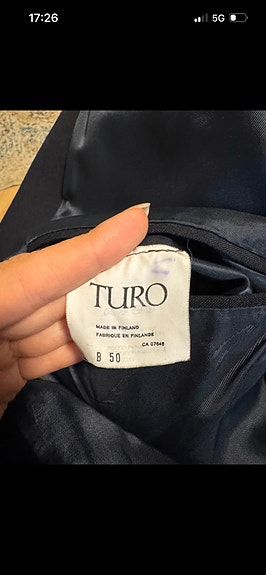 17:26
5G
TURO
MADE IN FINLAND
FABRIQUE EN FINLANDE
CA 07646
B 50